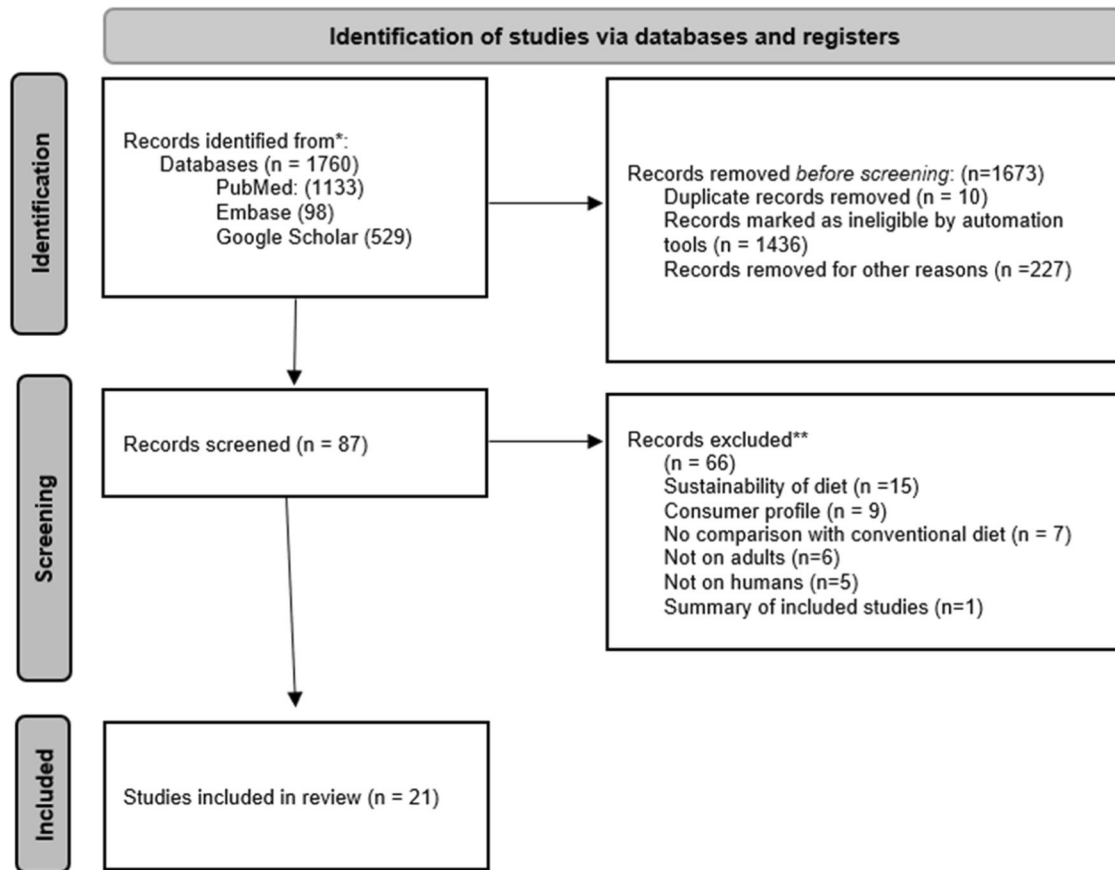 Identification of studies via databases and registers
Identification
Records identified from*:
Databases (n = 1760)
PubMed: (1133)
Embase (98)
Google Scholar (529)
Records removed before screening: (n=1673)
Duplicate records removed (n = 10)
Records marked as ineligible by automation
tools (n = 1436)
Records removed for other reasons (n =227)
Screening
Records screened (n = 87)
Records excluded**
(n = 66)
Sustainability of diet (n =15)
Consumer profile (n = 9)
No comparison with conventional diet (n = 7)
Not on adults (n=6)
Not on humans (n=5)
Summary of included studies (n=1)
Included
Studies included in review (n = 21)